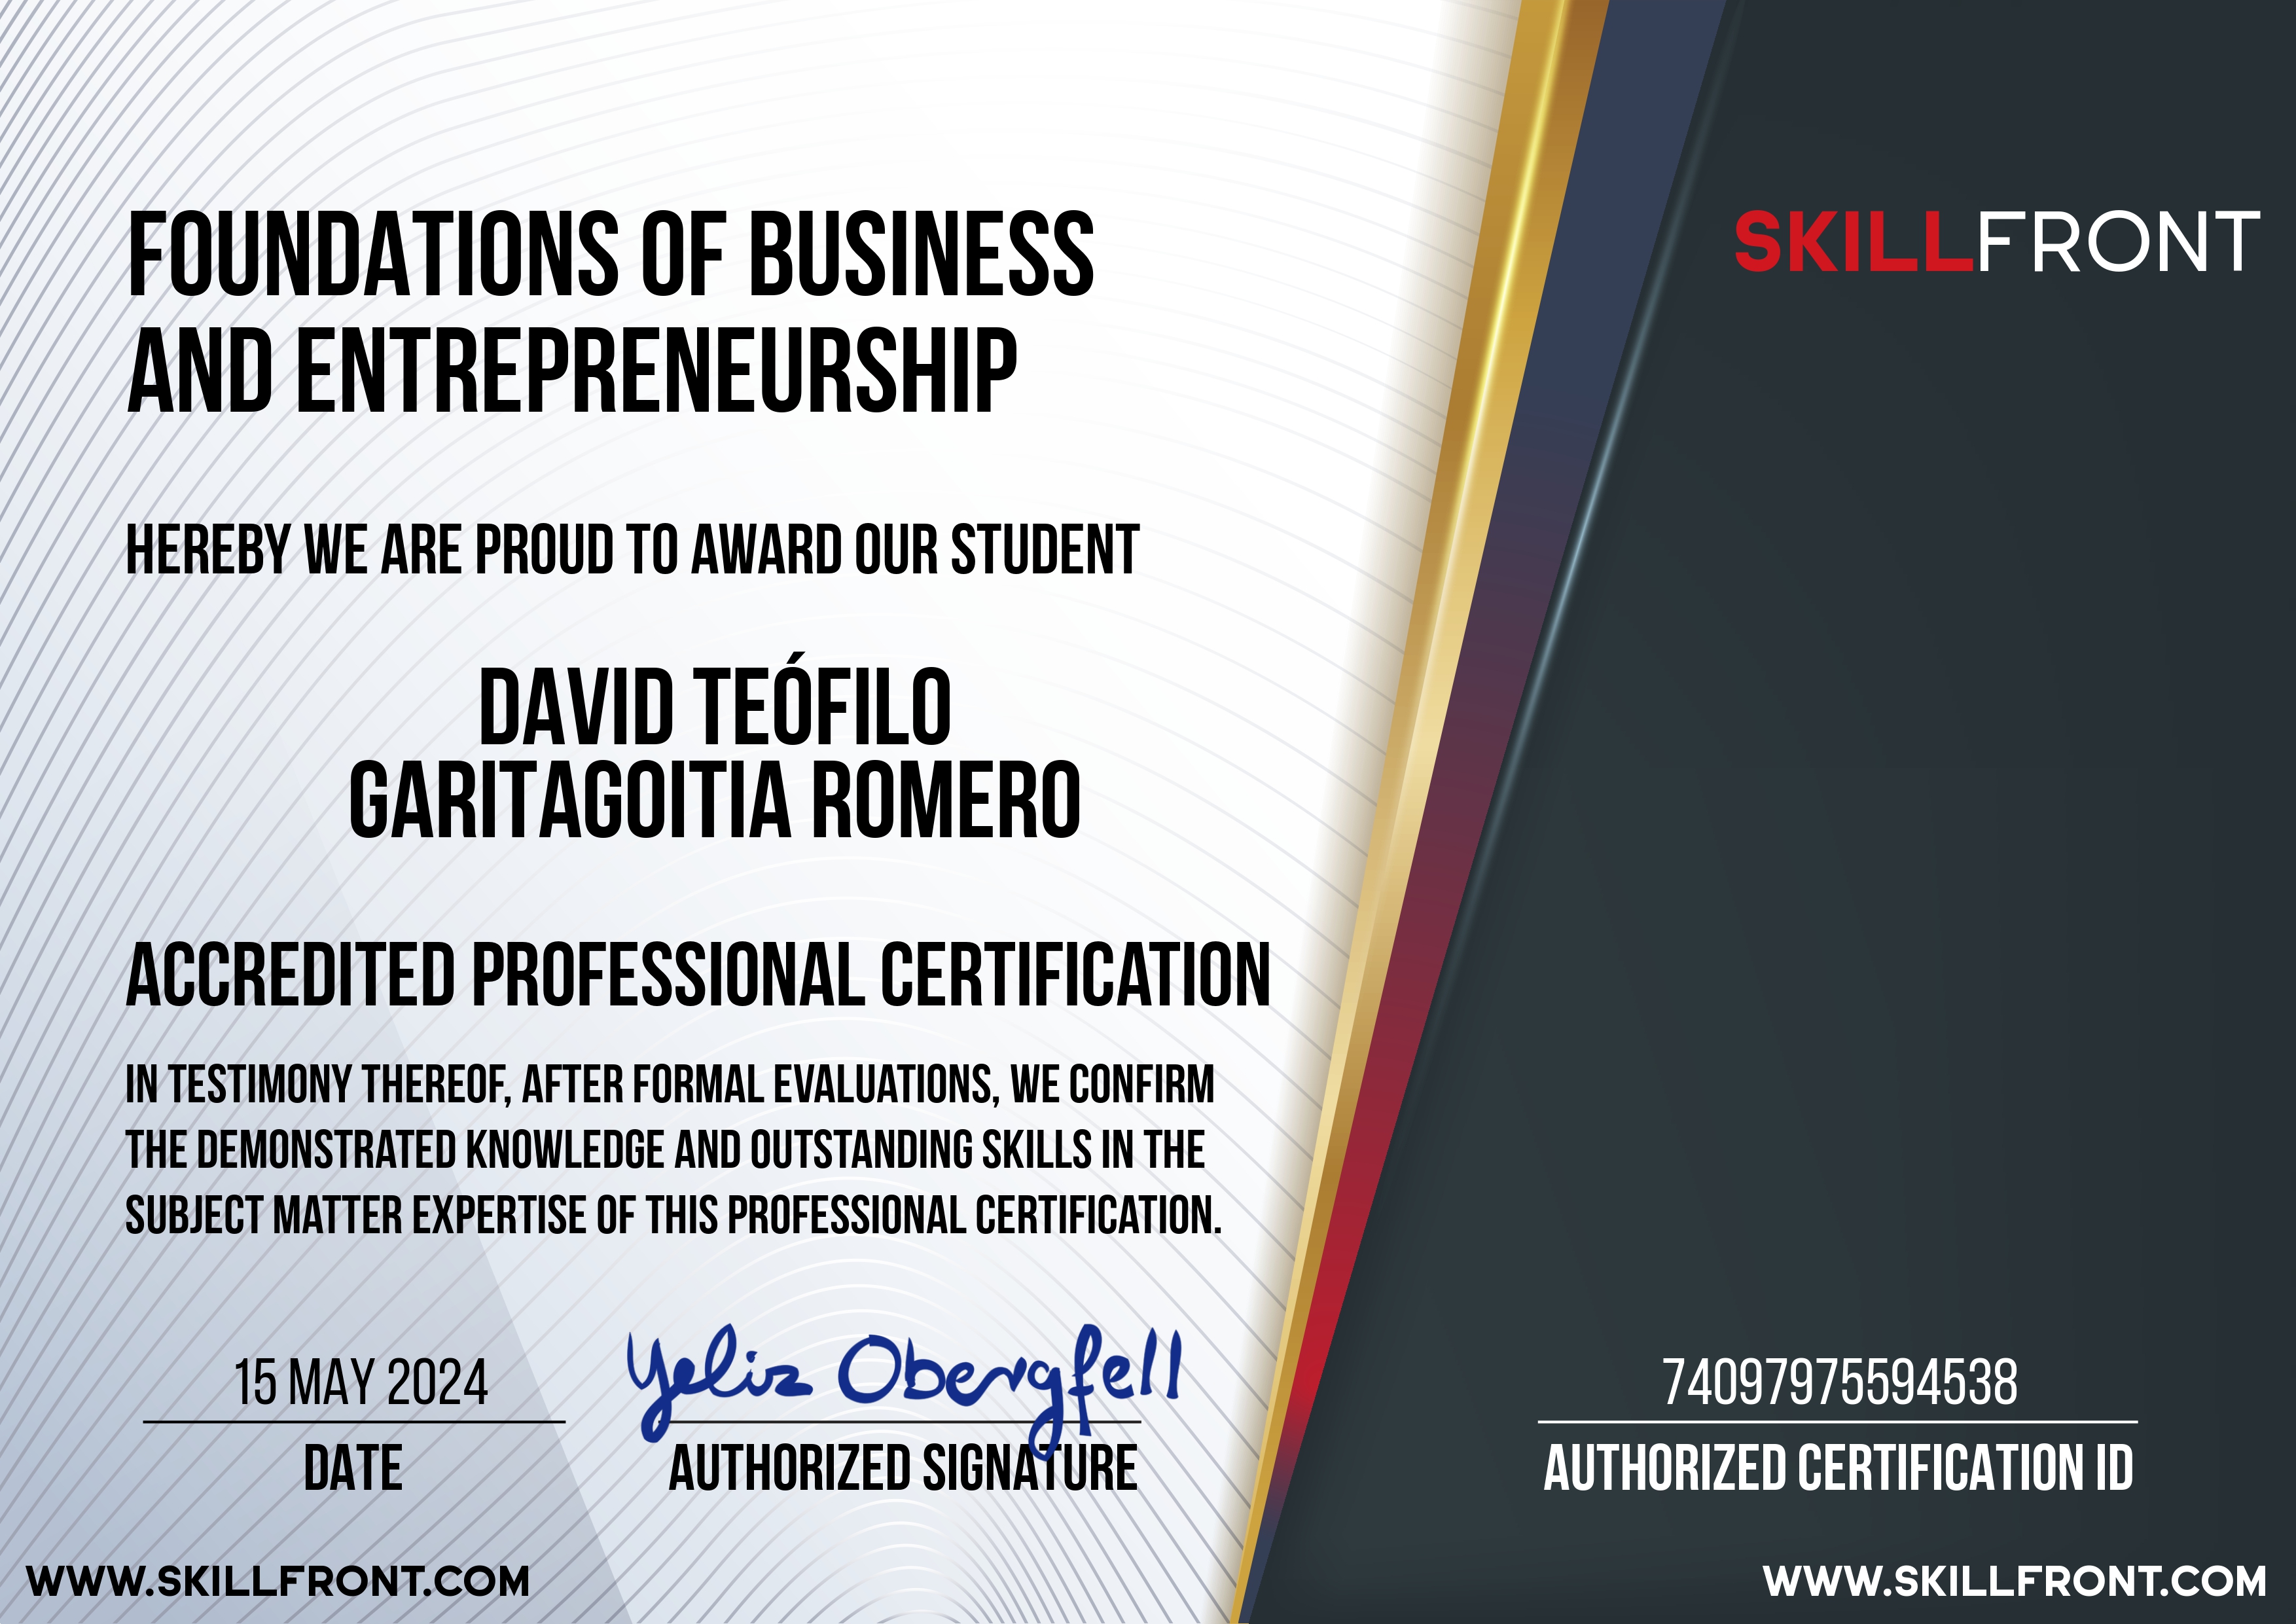 FOUNDATIONS OF BUSINESS
AND ENTREPRENEURSHIP
SKILLFRONT
HEREBY WE ARE PROUD TO AWARD OUR STUDENT
DAVID TEÓFILO
GARITAGOITIA ROMERO
ACCREDITED PROFESSIONAL CERTIFICATION
IN TESTIMONY THEREOF, AFTER FORMAL EVALUATIONS, WE CONFIRM
THE DEMONSTRATED KNOWLEDGE AND OUTSTANDING SKILLS IN THE
SUBJECT MATTER EXPERTISE OF THIS PROFESSIONAL CERTIFICATION.
15 MAY 2024
DATE
Yeliz Obergfell
AUTHORIZED SIGNATURE
74097975594538
AUTHORIZED CERTIFICATION ID
WWW.SKILLFRONT.COM
WWW.SKILLFRONT.COM